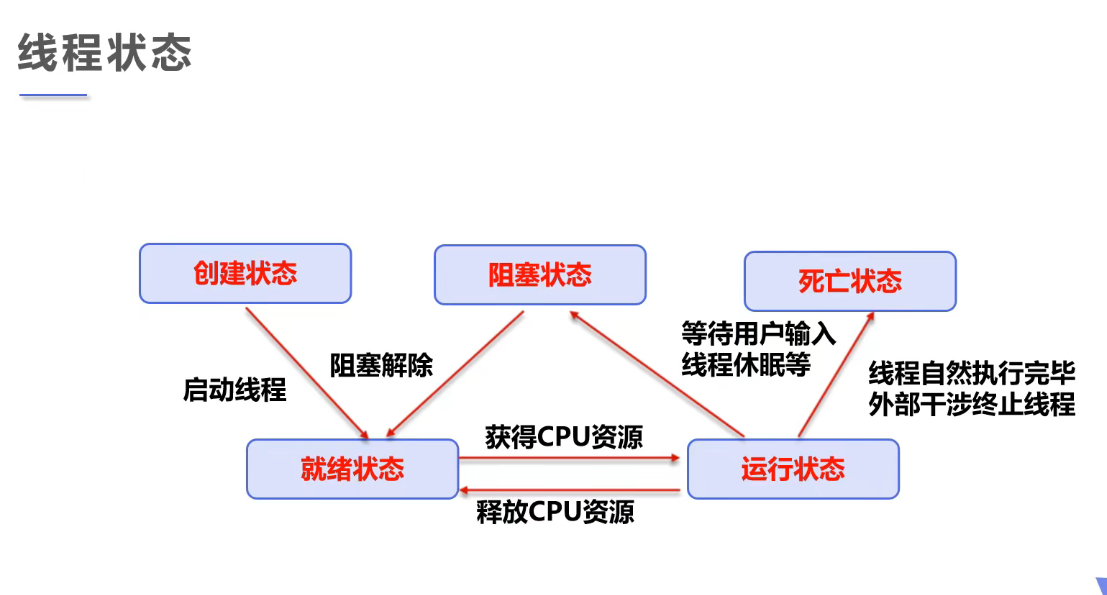 线程状态
创建状态
阻塞状态
死亡状态
等待用户输入
线程休眠等
阻塞解除
启动线程
线程自然执行完毕
外部干涉终止线程
获得CPU资源
就绪状态
运行状态
释放CPU资源